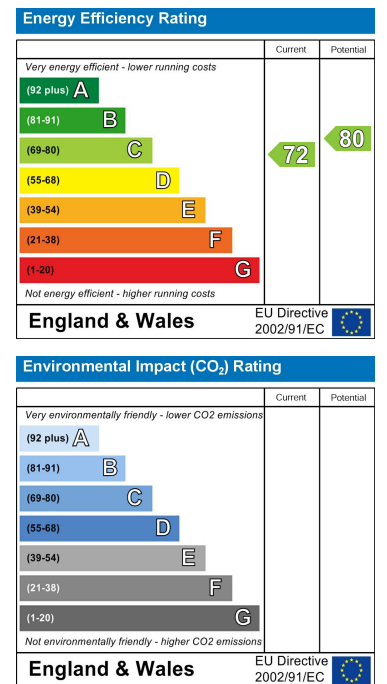 Energy Efficiency Rating
Current Potential
Very energy efficient - lower running costs
(92 plus) A
(81-91) B
(69-80) C
(55-68) D
(39-54) E
(21-38) F
(1-20) G
72
80
Not energy efficient - higher running costs
England & Wales
EU Directive
2002/91/EC
Environmental Impact (CO₂) Rating
Current Potential
Very environmentally friendly - lower CO2 emissions
(92 plus) A
(81-91) B
(69-80) C
(55-68) D
(39-54) E
(21-38) F
(1-20) G
Not environmentally friendly - higher CO2 emissions
England & Wales
EU Directive
2002/91/EC